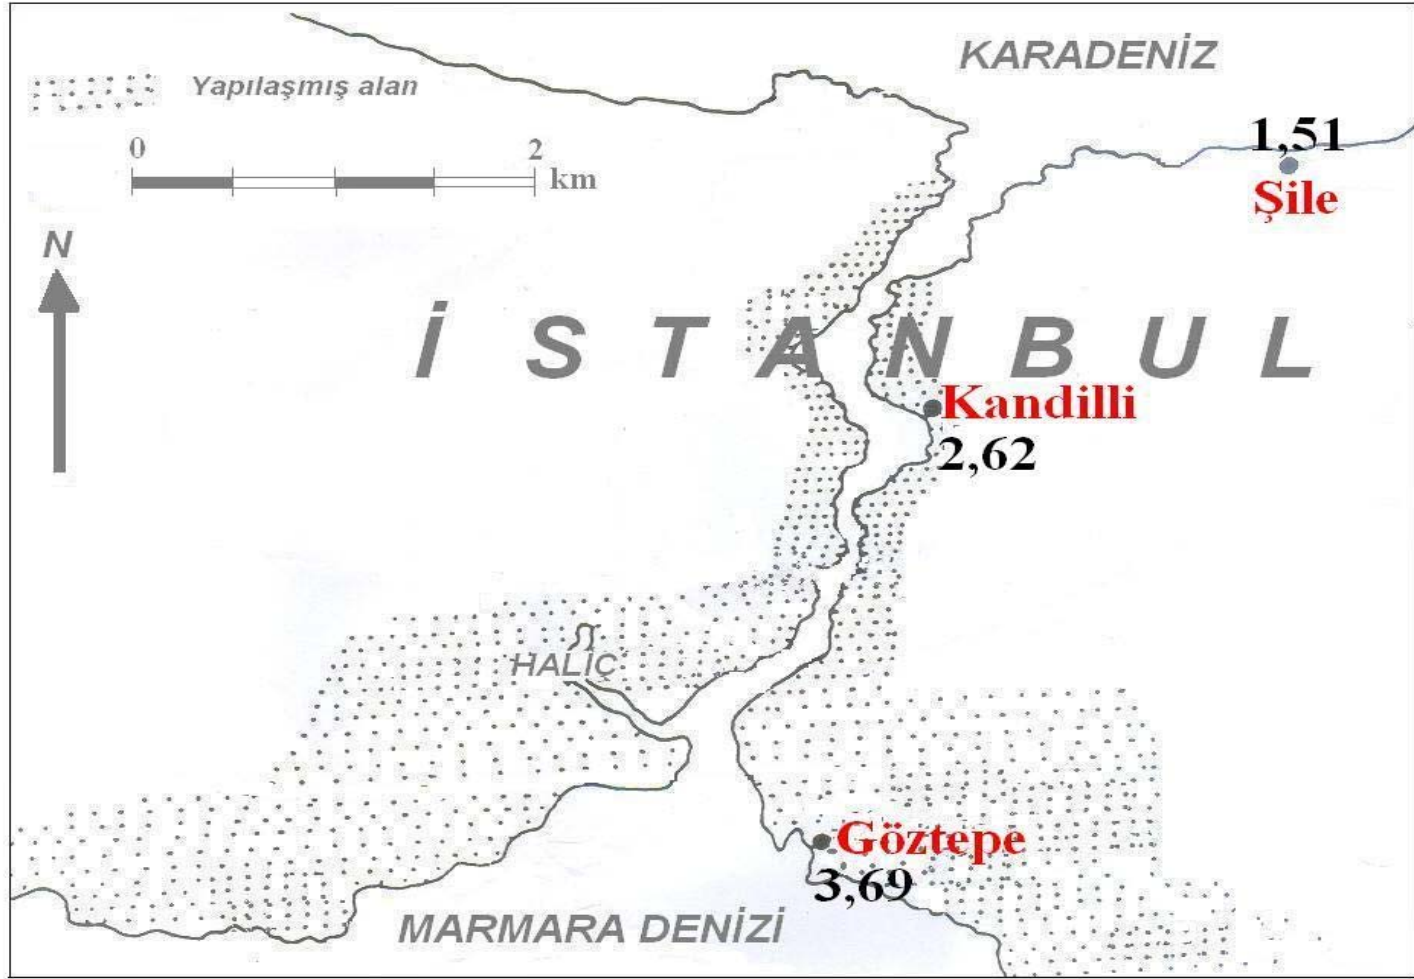 KARADENİZ
Yapılaşmış alan
1,51
0 2
km
Şile
N
İSTANBUL
Kandilli
2,62
HALİÇ
Göztepe
3,69
MARMARA DENİZİ